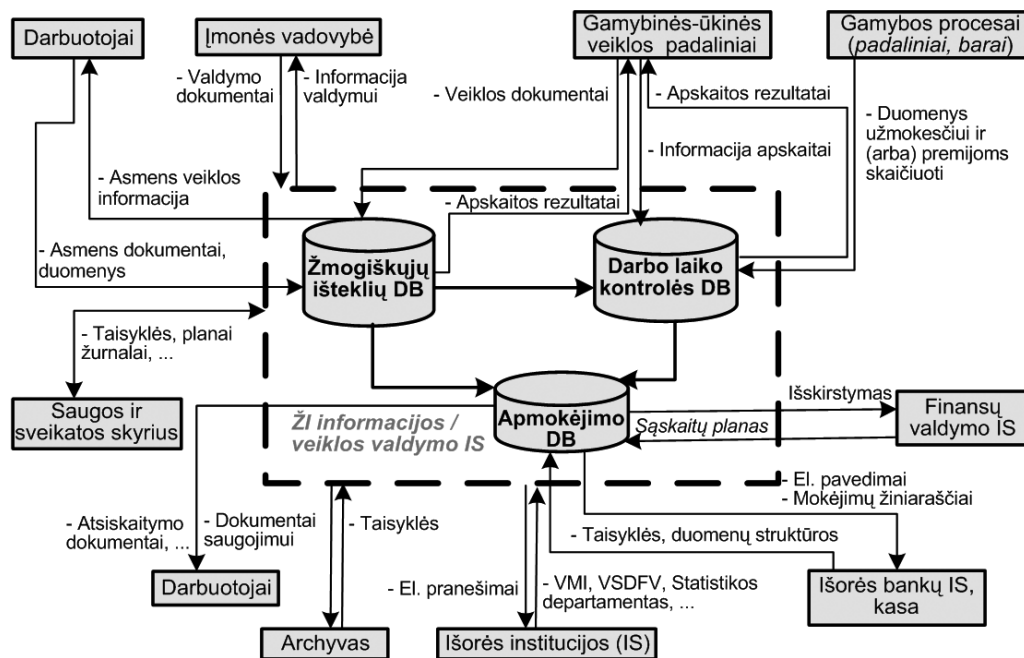 Darbuotojai
Įmonės vadovybė
Gamybinės-ūkinės
veiklos padaliniai
Gamybos procesai
(padaliniai, barai)
- Valdymo
dokumentai
- Informacija
valdymui
- Veiklos dokumentai
- Apskaitos rezultatai
- Duomenys
užmokesčiui ir
(arba) premijoms
skaičiuoti
- Informacija apskaitai
- Asmens veiklos
informacija
- Apskaitos rezultatai
- Asmens dokumentai,
duomenys
Žmogiškųjų
išteklių DB
Darbo laiko
kontrolės DB
- Taisyklės, planai
žurnalai, ...
Saugos ir
sveikatos skyrius
ŽI informacijos /
veiklos valdymo IS
Apmokėjimo
DB
Išskirstymas
Sąskaitų planas
Finansų
valdymo IS
- El. pavedimai
- Mokėjimų žiniaraščiai
- Atsiskaitymo
dokumentai, ...
- Dokumentai
saugojimui
- Taisyklės
- Taisyklės, duomenų struktūros
Darbuotojai
- El. pranešimai
- VMI, VSDFV, Statistikos
departamentas, ...
Išorės bankų IS,
kasa
Archyvas
Išorės institucijos (IS)